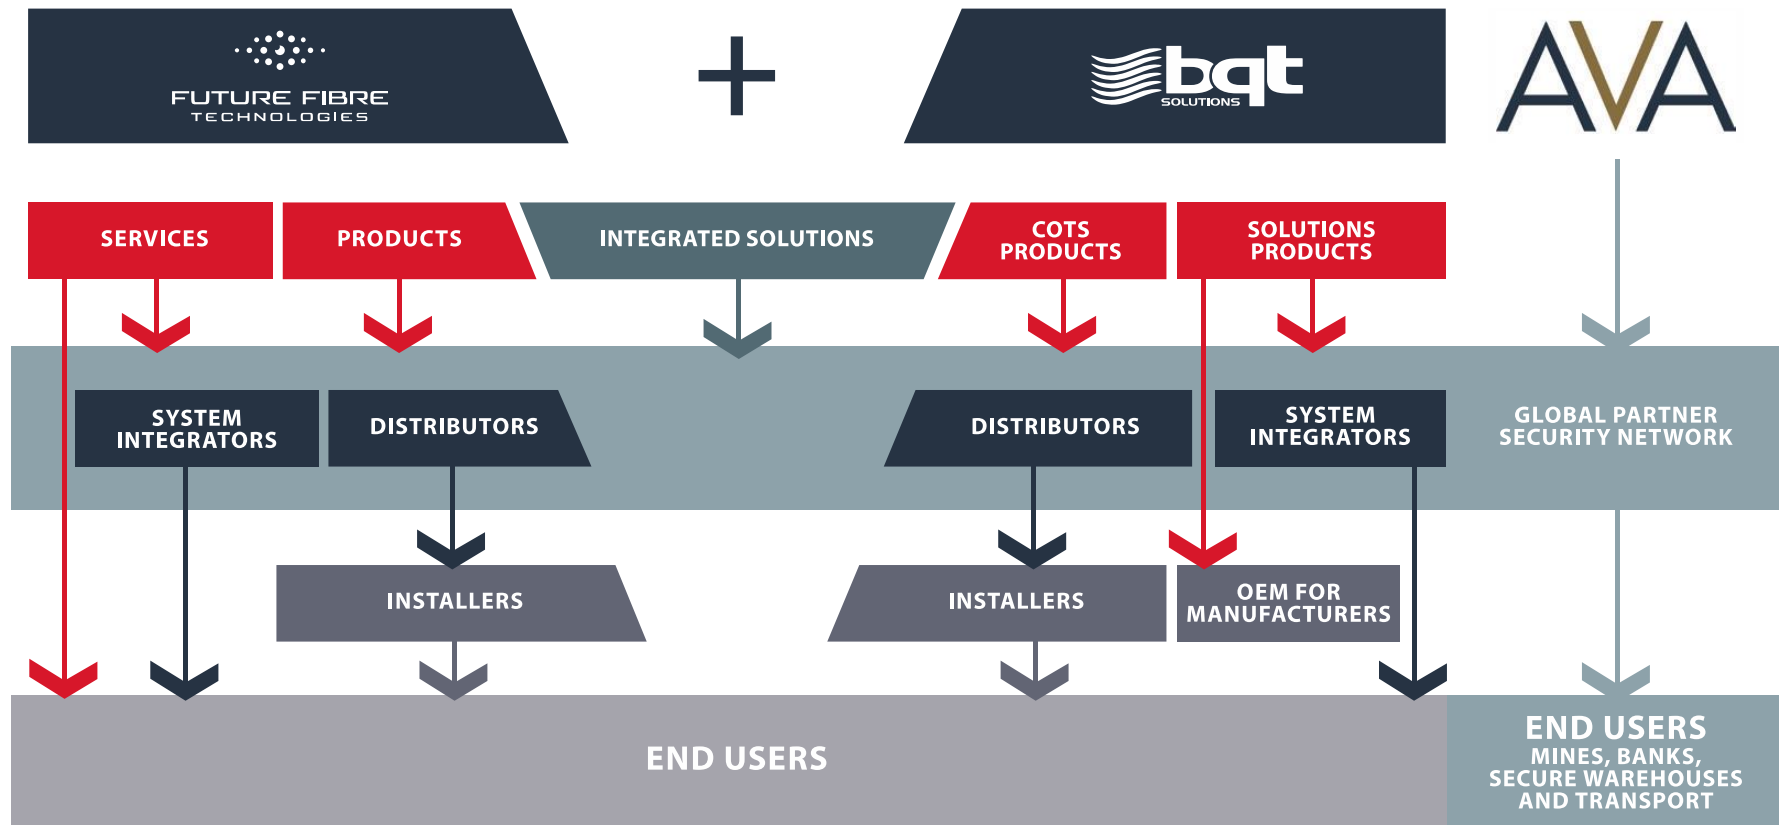 FUTURE FIBRE
TECHNOLOGIES
+
bqt
SOLUTIONS
AVA
SERVICES
PRODUCTS
INTEGRATED SOLUTIONS
COTS
PRODUCTS
SOLUTIONS
PRODUCTS
SYSTEM
INTEGRATORS
DISTRIBUTORS
DISTRIBUTORS
SYSTEM
INTEGRATORS
GLOBAL PARTNER
SECURITY NETWORK
INSTALLERS
INSTALLERS
OEM FOR
MANUFACTURERS
END USERS
END USERS
MINES, BANKS,
SECURE WAREHOUSES
AND TRANSPORT